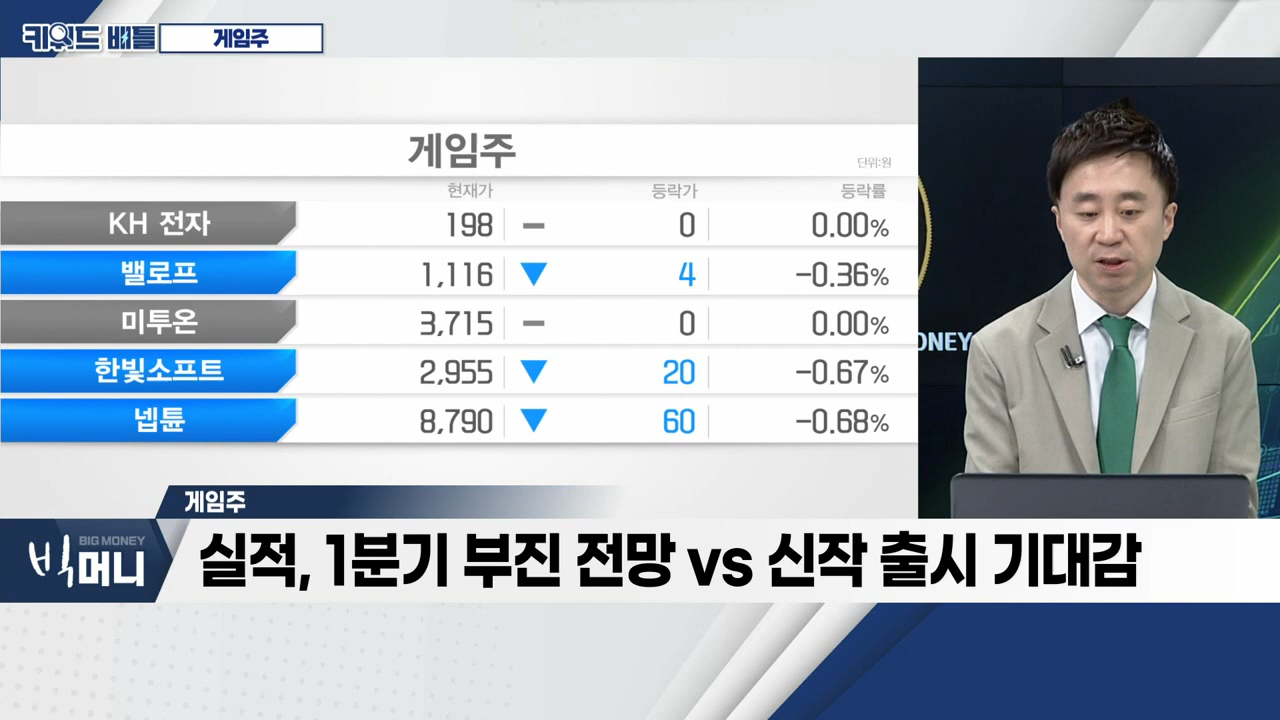 키워드 배틀 게임주
게임주
단위:원
현재가 등락가 등락률
KH 전자 198 – 0 0.00%
밸로프 1,116 ▼ 4 -0.36%
미투온 3,715 – 0 0.00%
한빛소프트 2,955 ▼ 20 -0.67%
넵튠 8,790 ▼ 60 -0.68%
ONEY
게임주
BIG MONEY
빅머니
실적, 1분기 부진 전망 vs 신작 출시 기대감